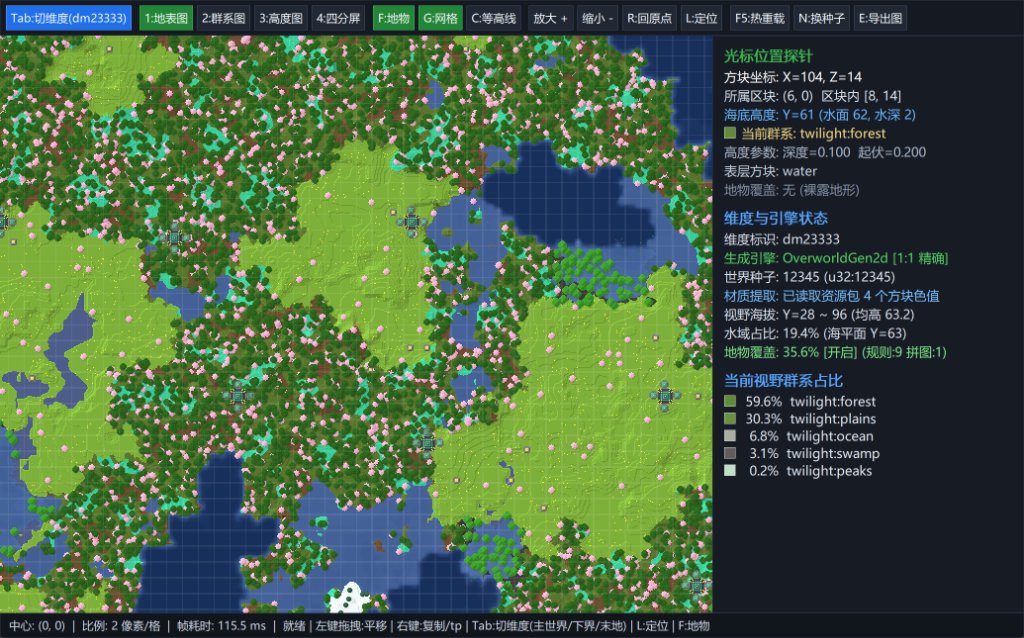 Tab:切维度(dm23333) 1:地表图 2:群系图 3:高度图 4:四分屏 F:地物 G:网格 C:等高线 放大 + 缩小 - R:回原点 L:定位 F5:热重载 N:换种子 E:导出图
光标位置探针
方块坐标: X=104, Z=14
所属区块: (6, 0) 区块内 [8, 14]
海底高度: Y=61 (水面 62, 水深 2)
当前群系: twilight:forest
高度参数: 深度=0.100 起伏=0.200
表层方块: water
地物覆盖: 无 (裸露地形)
维度与引擎状态
维度标识: dm23333
生成引擎: OverworldGen2d [1:1 精确]
世界种子: 12345 (u32:12345)
材质提取: 已读取资源包 4 个方块色值
视野海拔: Y=28 ~ 96 (均高 63.2)
水域占比: 19.4% (海平面 Y=63)
地物覆盖: 35.6% [开启] (规则:9 拼图:1)
当前视野群系占比
59.6% twilight:forest
30.3% twilight:plains
6.8% twilight:ocean
3.1% twilight:swamp
0.2% twilight:peaks
中心: (0, 0) | 比例: 2 像素/格 | 帧耗时: 115.5 ms | 就绪 | 左键拖拽:平移 | 右键:复制/tp | Tab:切维度(主世界/下界/末地) | L:定位 | F:地物